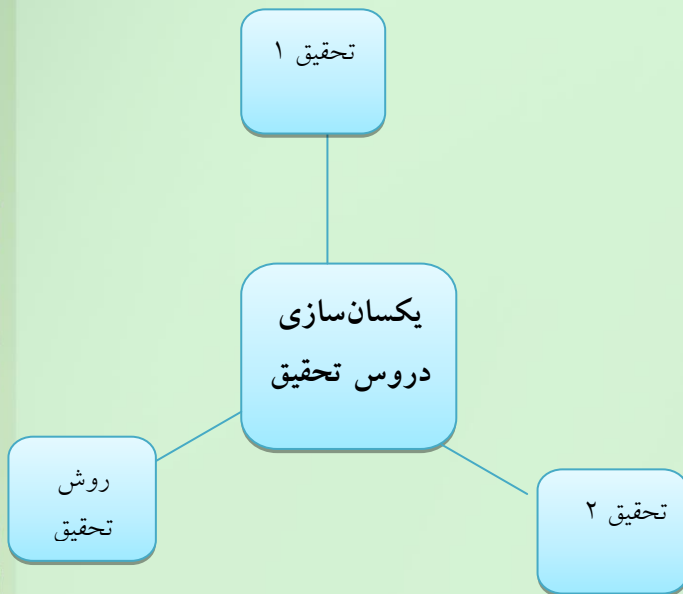 تحقیق ۱
یکسان‌سازی
دروس تحقیق
روش
تحقیق
تحقیق ۲